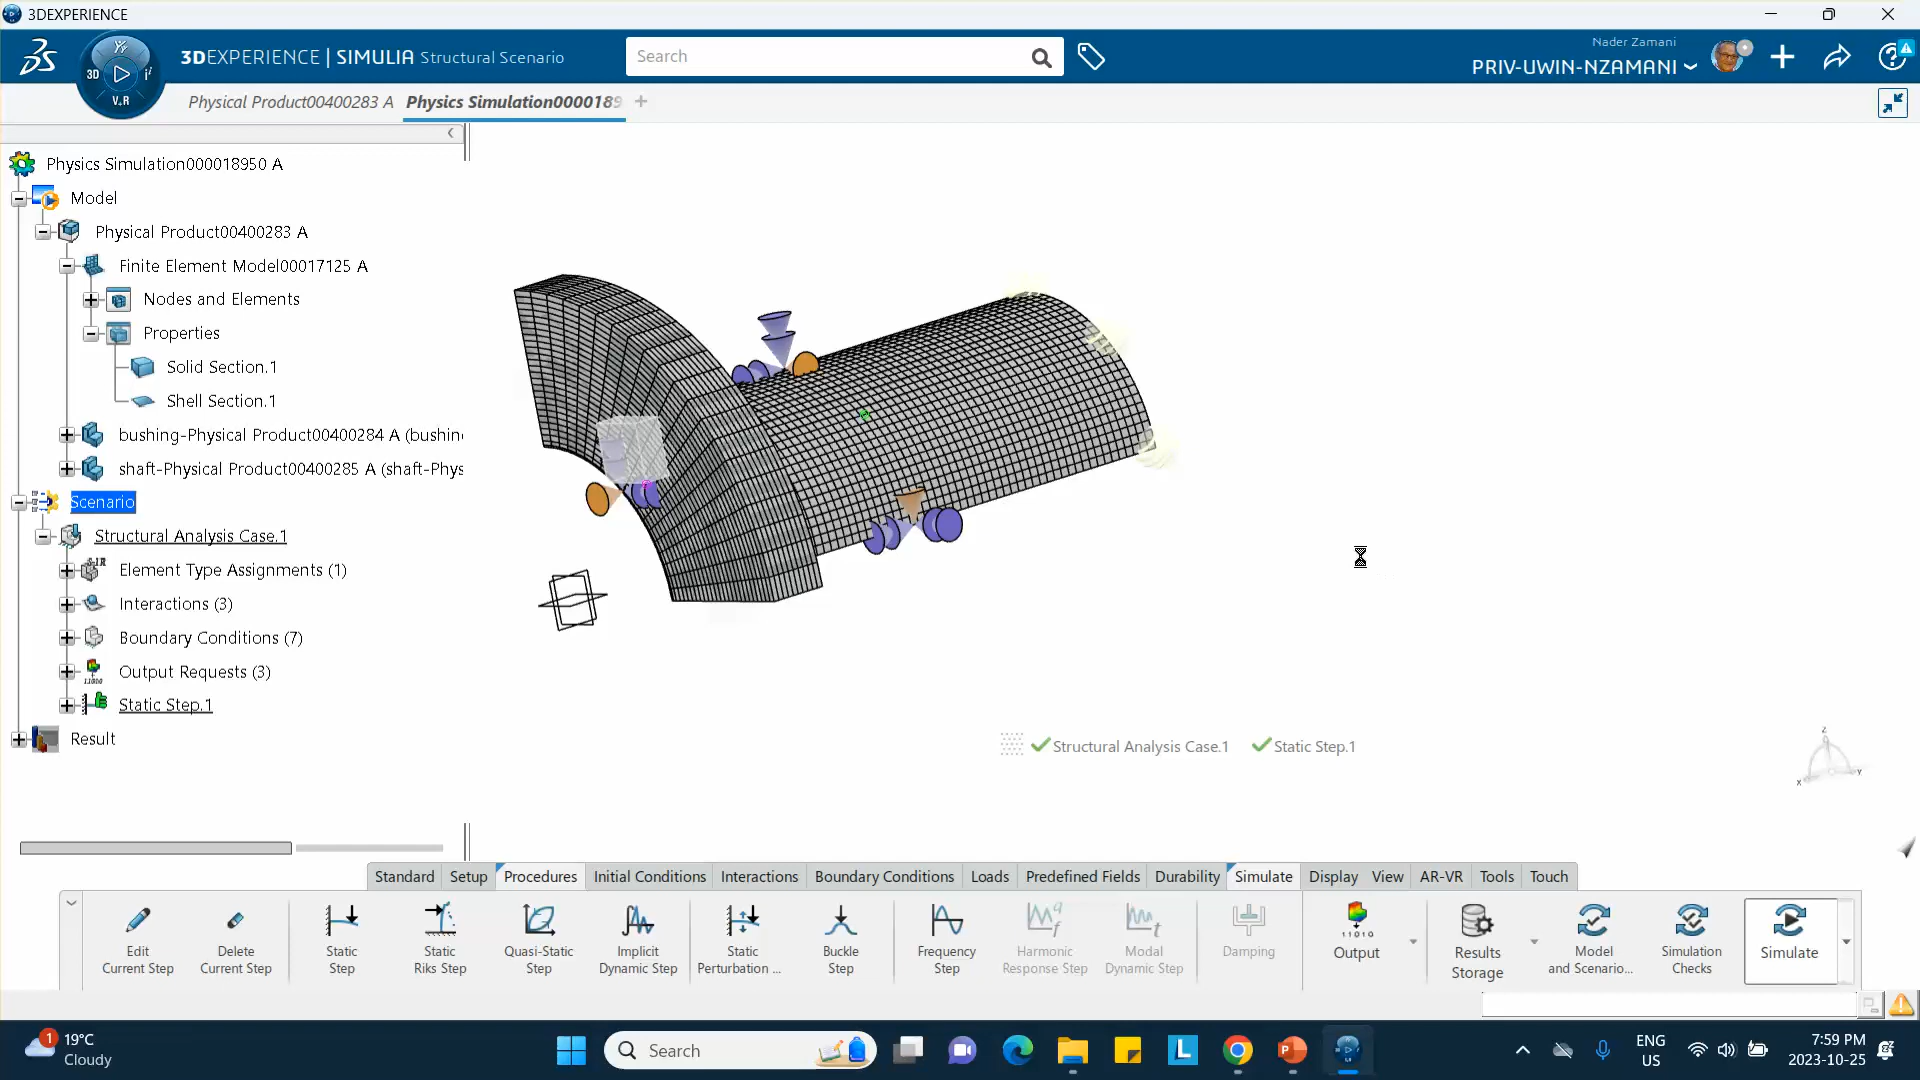 3DEXPERIENCE
3DEXPERIENCE | SIMULIA Structural Scenario
Search
Nader Zamani
PRIV-UWIN-NZAMANI
3D
V.R
Physical Product00400283 A
Physics Simulation0000189
Physics Simulation000018950 A
Model
Physical Product00400283 A
Finite Element Model00017125 A
Nodes and Elements
Properties
Solid Section.1
Shell Section.1
bushing-Physical Product00400284 A (bushin
shaft-Physical Product00400285 A (shaft-Phys
Scenario
Structural Analysis Case.1
Element Type Assignments (1)
Interactions (3)
Boundary Conditions (7)
Output Requests (3)
Static Step.1
Result
Structural Analysis Case.1
Static Step.1
z
x
y
Standard
Setup
Procedures
Initial Conditions
Interactions
Boundary Conditions
Loads
Predefined Fields
Durability
Simulate
Display
View
AR-VR
Tools
Touch
Edit
Current Step
Delete
Current Step
Static
Step
Static
Riks Step
Quasi-Static
Step
Implicit
Dynamic Step
Static
Perturbation ...
Buckle
Step
Frequency
Step
Harmonic
Response Step
Modal
Dynamic Step
Damping
Output
Results
Storage
Model
and Scenario...
Simulation
Checks
Simulate
1
19°C
Cloudy
Search
ENG
US
7:59 PM
2023-10-25